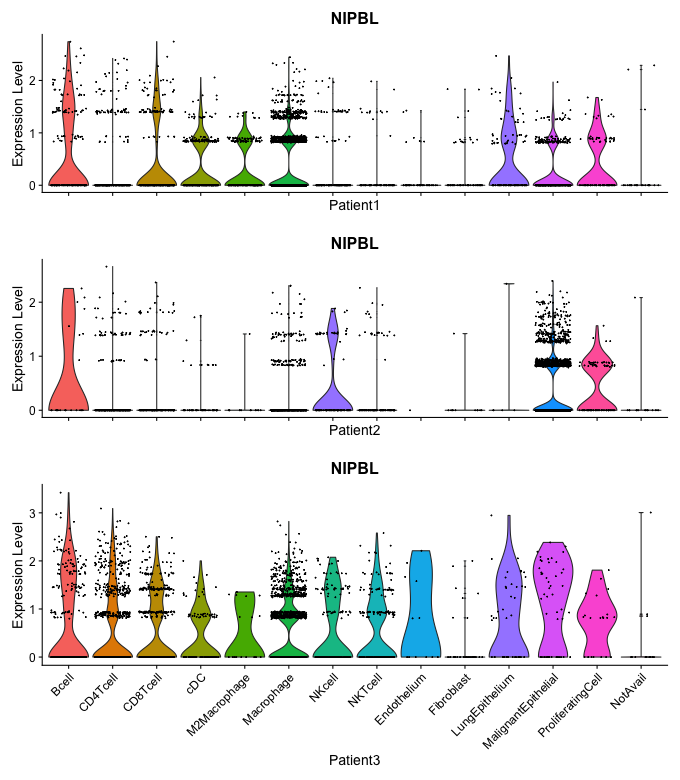 NIPBL
Expression Level
2
1
0
Patient1
NIPBL
Expression Level
2
1
0
Patient2
NIPBL
Expression Level
3
2
1
0
Bcell
CD4Tcell
CD8Tcell
cDC
M2Macrophage
Macrophage
NKcell
NKTcell
Endothelium
Fibroblast
LungEpithelium
MalignantEpithelial
ProliferatingCell
NotAvail
Patient3